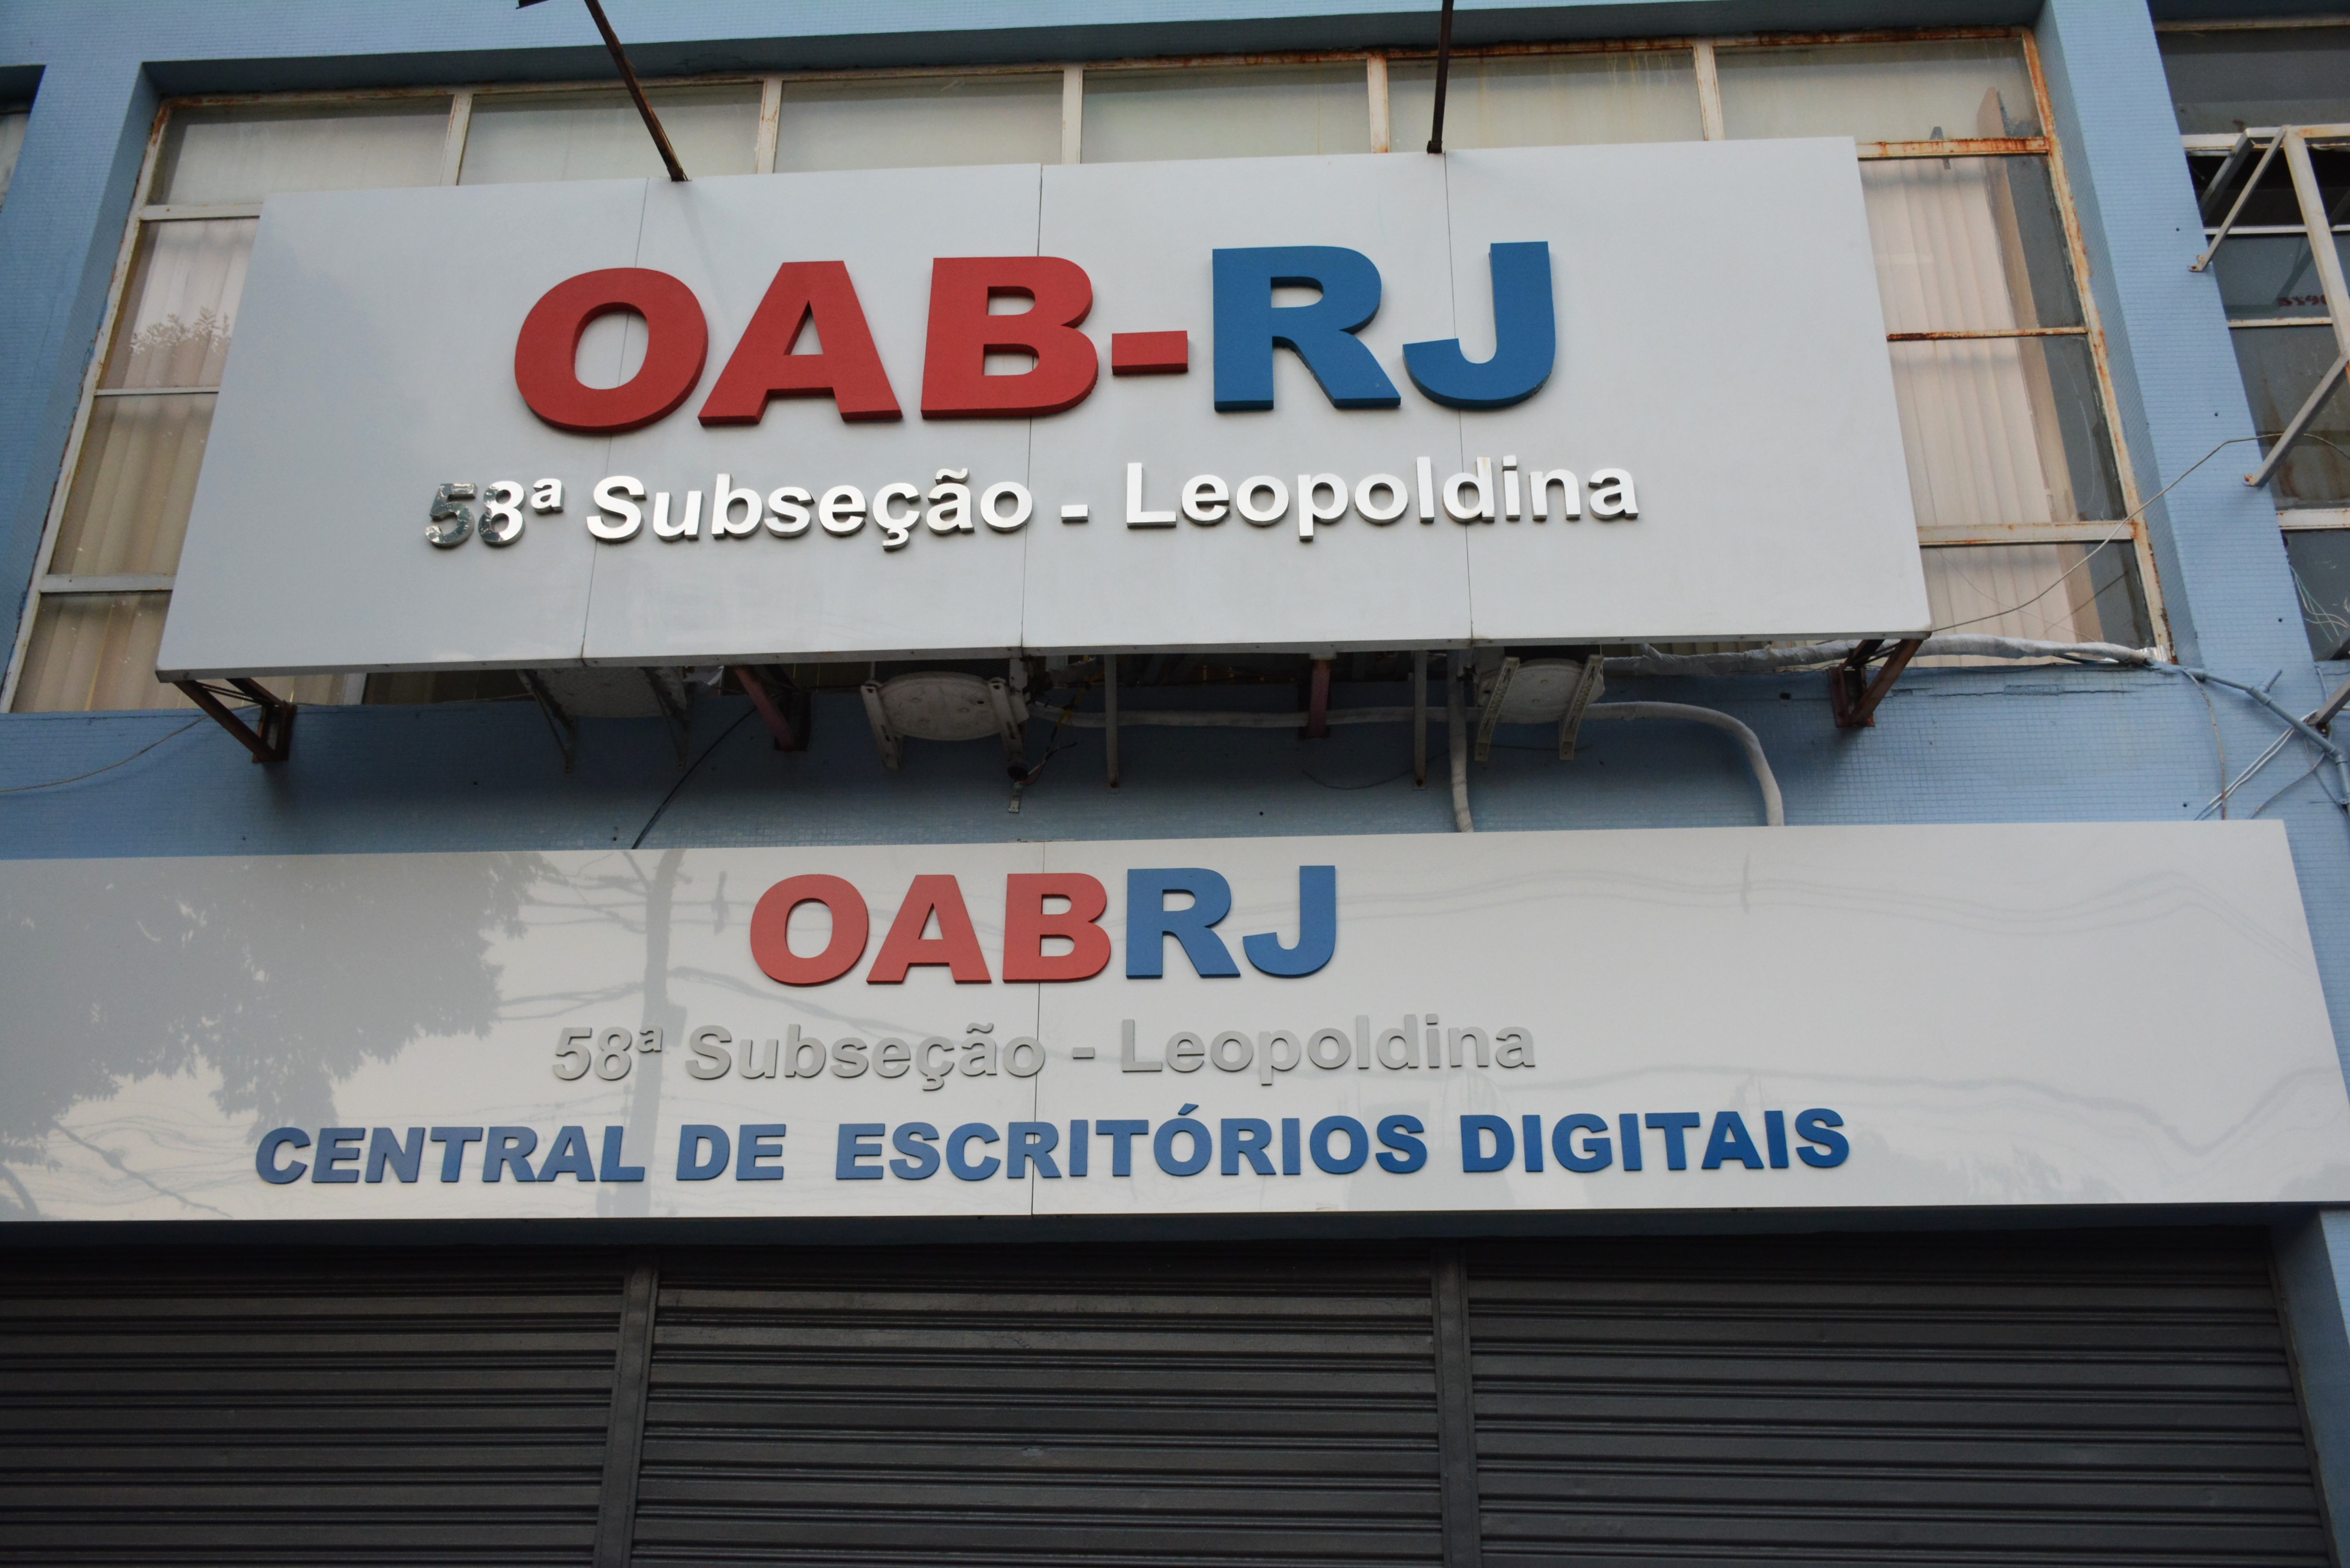 OAB-RJ
58ª Subseção - Leopoldina
OABRJ
58ª Subseção - Leopoldina
CENTRAL DE ESCRITÓRIOS DIGITAIS